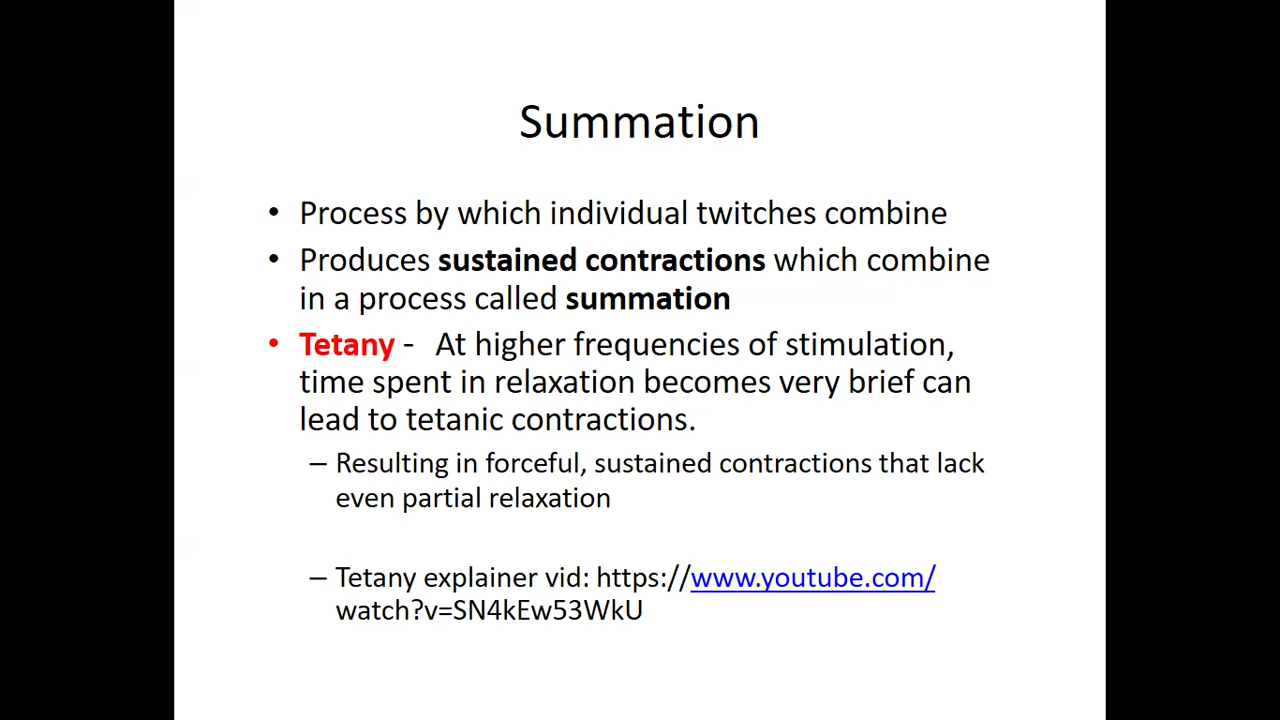 Summation
• Process by which individual twitches combine
• Produces sustained contractions which combine
in a process called summation
• Tetany - At higher frequencies of stimulation,
time spent in relaxation becomes very brief can
lead to tetanic contractions.
– Resulting in forceful, sustained contractions that lack
even partial relaxation
– Tetany explainer vid: https://www.youtube.com/
watch?v=SN4kEw53WkU